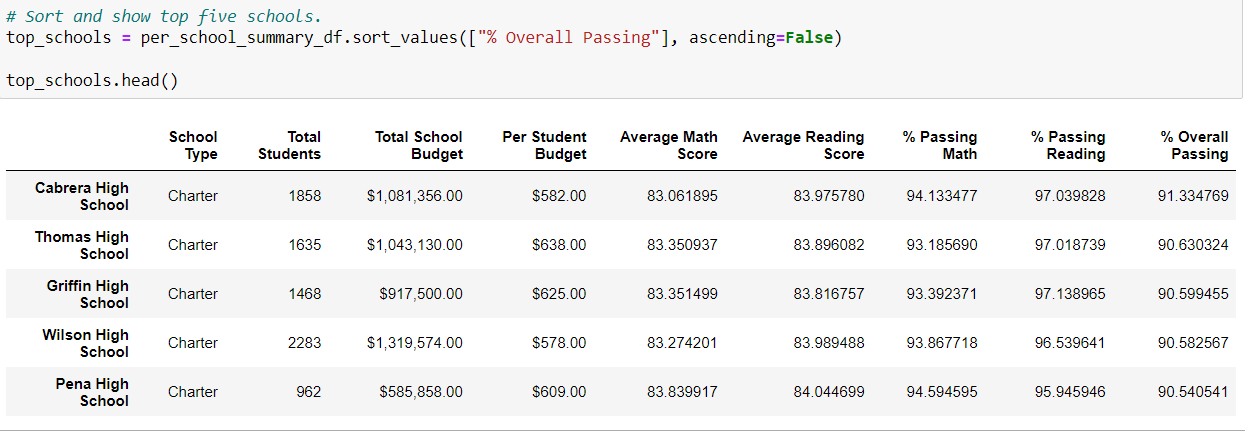 # Sort and show top five schools.
top_schools = per_school_summary_df.sort_values(["% Overall Passing"], ascending=False)
top_schools.head()
School Type Total Students Total School Budget Per Student Budget Average Math Score Average Reading Score % Passing Math % Passing Reading % Overall Passing
Cabrera High School Charter 1858 $1,081,356.00 $582.00 83.061895 83.975780 94.133477 97.039828 91.334769
Thomas High School Charter 1635 $1,043,130.00 $638.00 83.350937 83.896082 93.185690 97.018739 90.630324
Griffin High School Charter 1468 $917,500.00 $625.00 83.351499 83.816757 93.392371 97.138965 90.599455
Wilson High School Charter 2283 $1,319,574.00 $578.00 83.274201 83.989488 93.867718 96.539641 90.582567
Pena High School Charter 962 $585,858.00 $609.00 83.839917 84.044699 94.594595 95.945946 90.540541